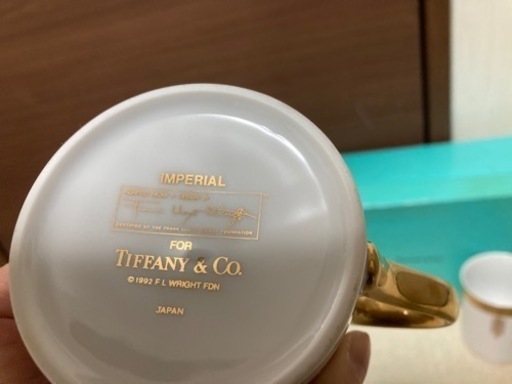 IMPERIAL
FOR
TIFFANY & CO.
© 1992 F L WRIGHT FDN
JAPAN